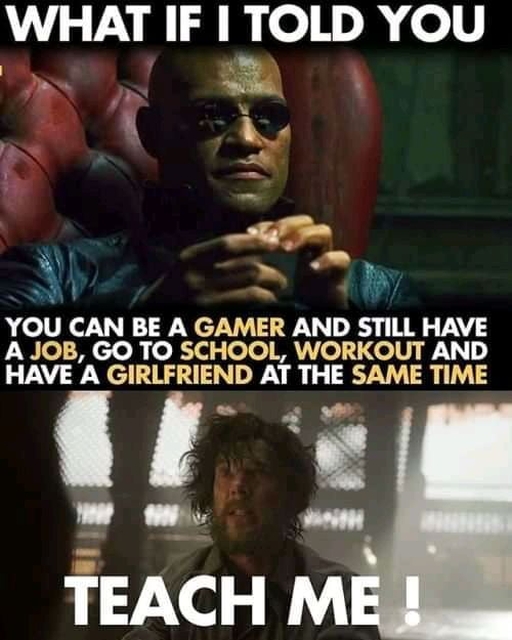 WHAT IF I TOLD YOU
YOU CAN BE A GAMER AND STILL HAVE
A JOB, GO TO SCHOOL, WORKOUT AND
HAVE A GIRLFRIEND AT THE SAME TIME
TEACH ME !